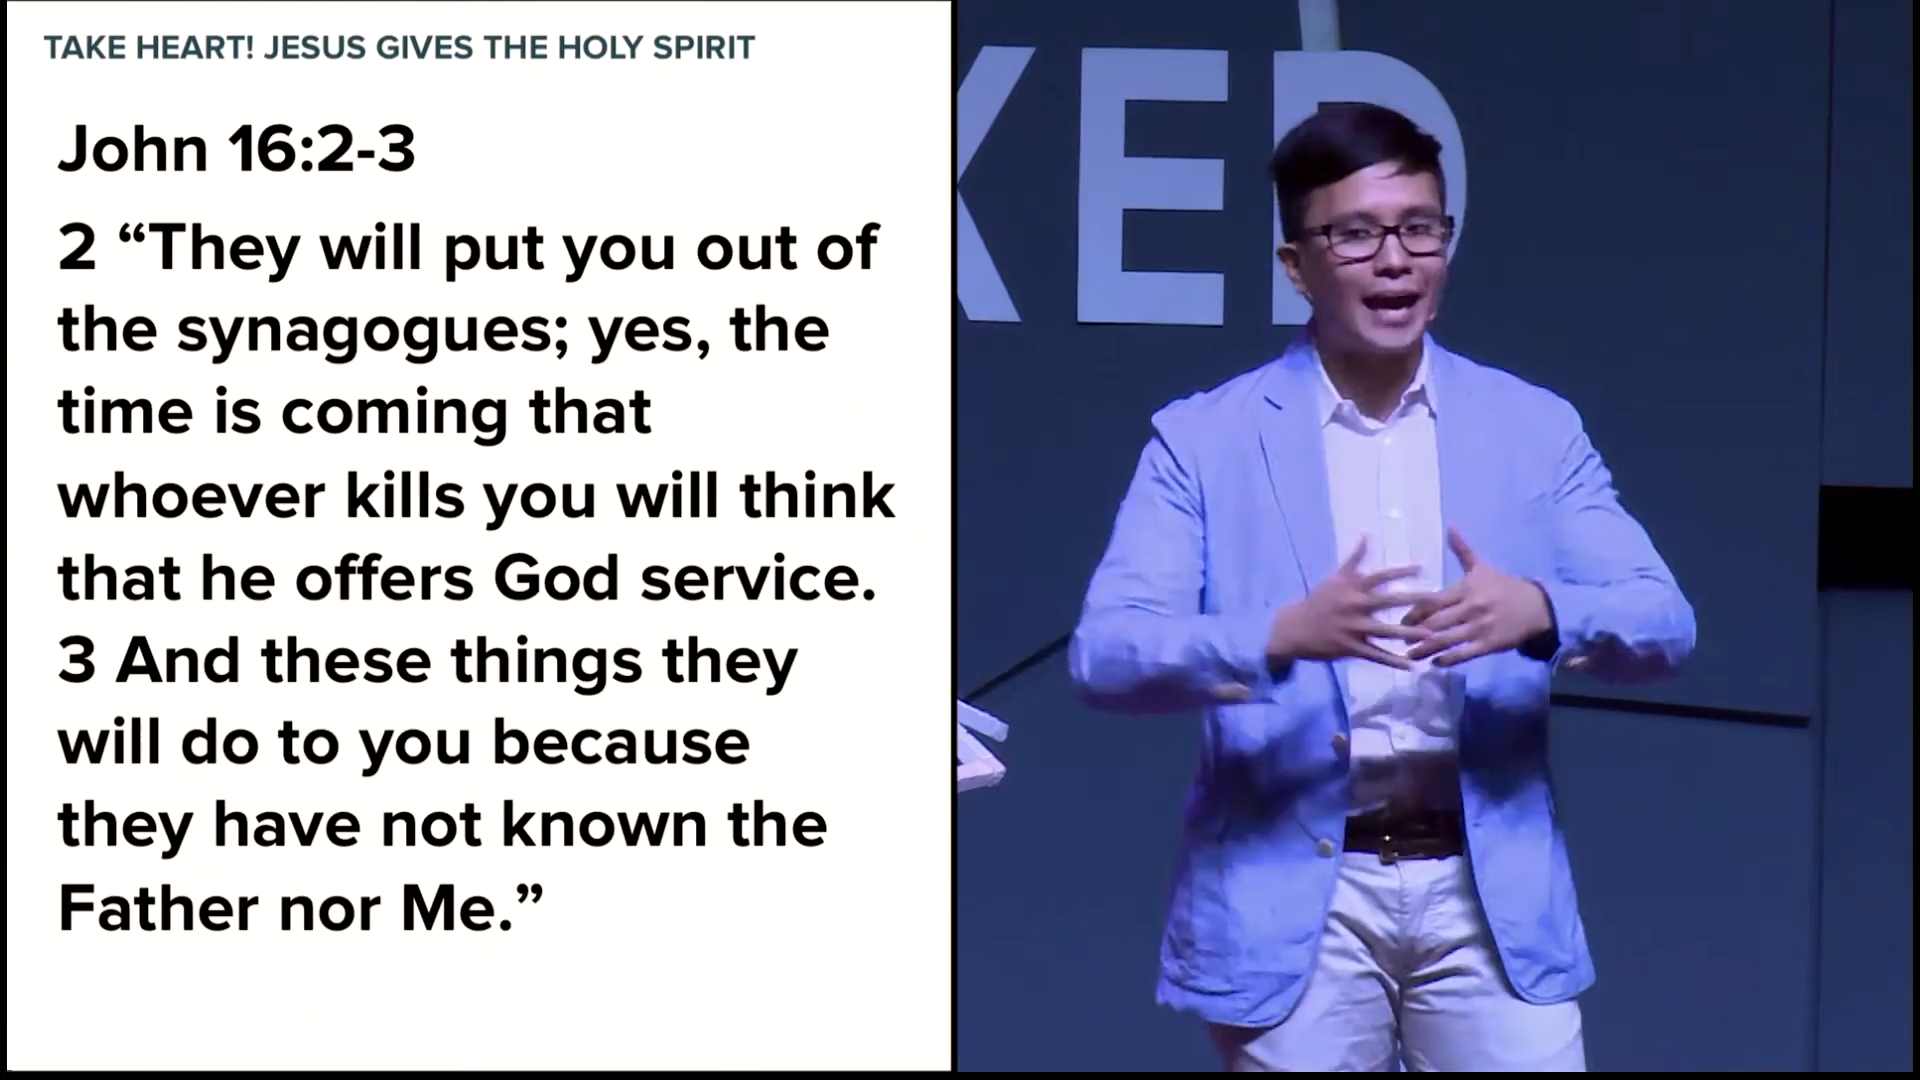 TAKE HEART! JESUS GIVES THE HOLY SPIRIT
John 16:2-3
2 “They will put you out of
the synagogues; yes, the
time is coming that
whoever kills you will think
that he offers God service.
3 And these things they
will do to you because
they have not known the
Father nor Me.”
KED